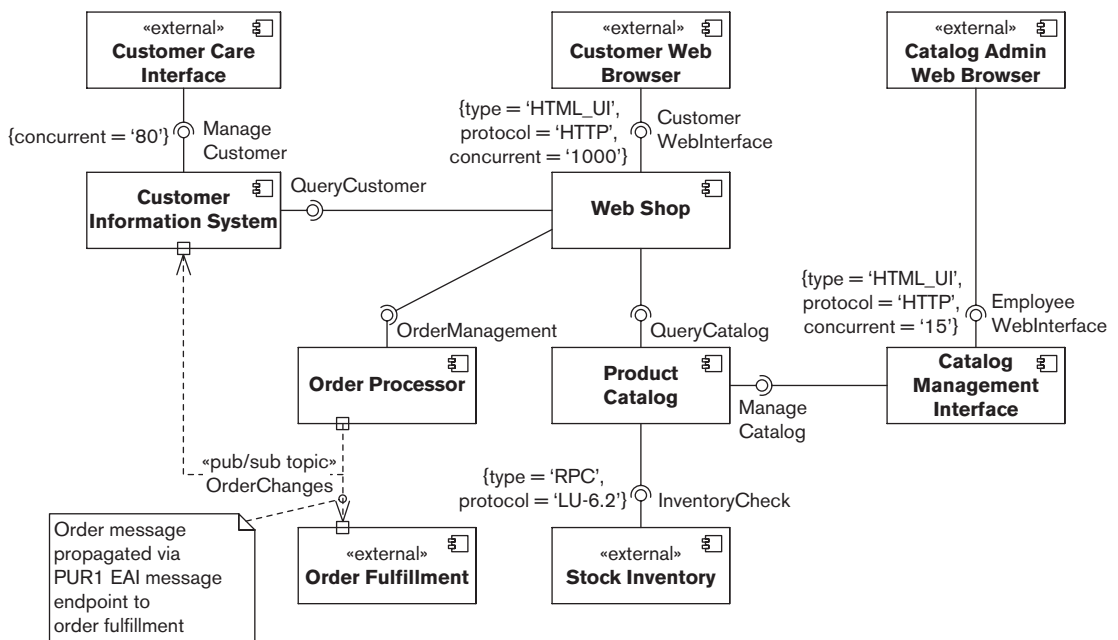 «external»
Customer Care
Interface
«external»
Customer Web
Browser
«external»
Catalog Admin
Web Browser
{concurrent = ‘80’}
Manage
Customer
{type = ‘HTML_UI’,
protocol = ‘HTTP’,
concurrent = ‘1000’}
Customer
WebInterface
Customer
Information System
QueryCustomer
Web Shop
{type = ‘HTML_UI’,
protocol = ‘HTTP’,
concurrent = ‘15’}
Employee
WebInterface
OrderManagement
QueryCatalog
Order Processor
Product
Catalog
Manage
Catalog
Catalog
Management
Interface
«pub/sub topic»
OrderChanges
{type = ‘RPC’,
protocol = ‘LU-6.2’}
InventoryCheck
Order message
propagated via
PUR1 EAI message
endpoint to
order fulfillment
«external»
Order Fulfillment
«external»
Stock Inventory